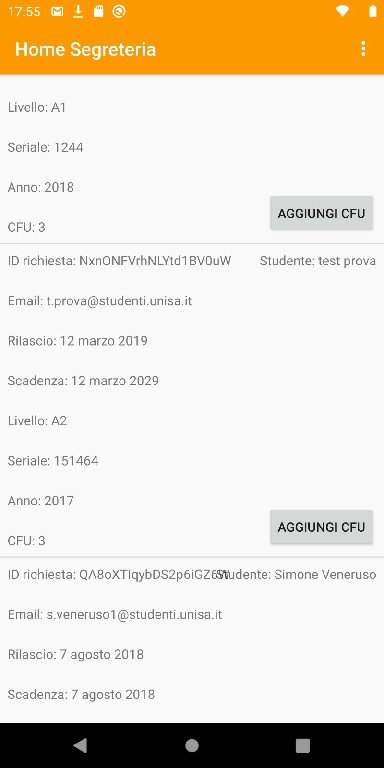 17:55
Home Segreteria
Livello: A1
Seriale: 1244
Anno: 2018
AGGIUNGI CFU
CFU: 3
ID richiesta: NxnONFVrhNLYtd1BV0uW Studente: test prova
Email: t.prova@studenti.unisa.it
Rilascio: 12 marzo 2019
Scadenza: 12 marzo 2029
Livello: A2
Seriale: 151464
Anno: 2017
AGGIUNGI CFU
CFU: 3
ID richiesta: Studente: Simone Veneruso
Email: s.veneruso1@studenti.unisa.it
Rilascio: 7 agosto 2018
Scadenza: 7 agosto 2018